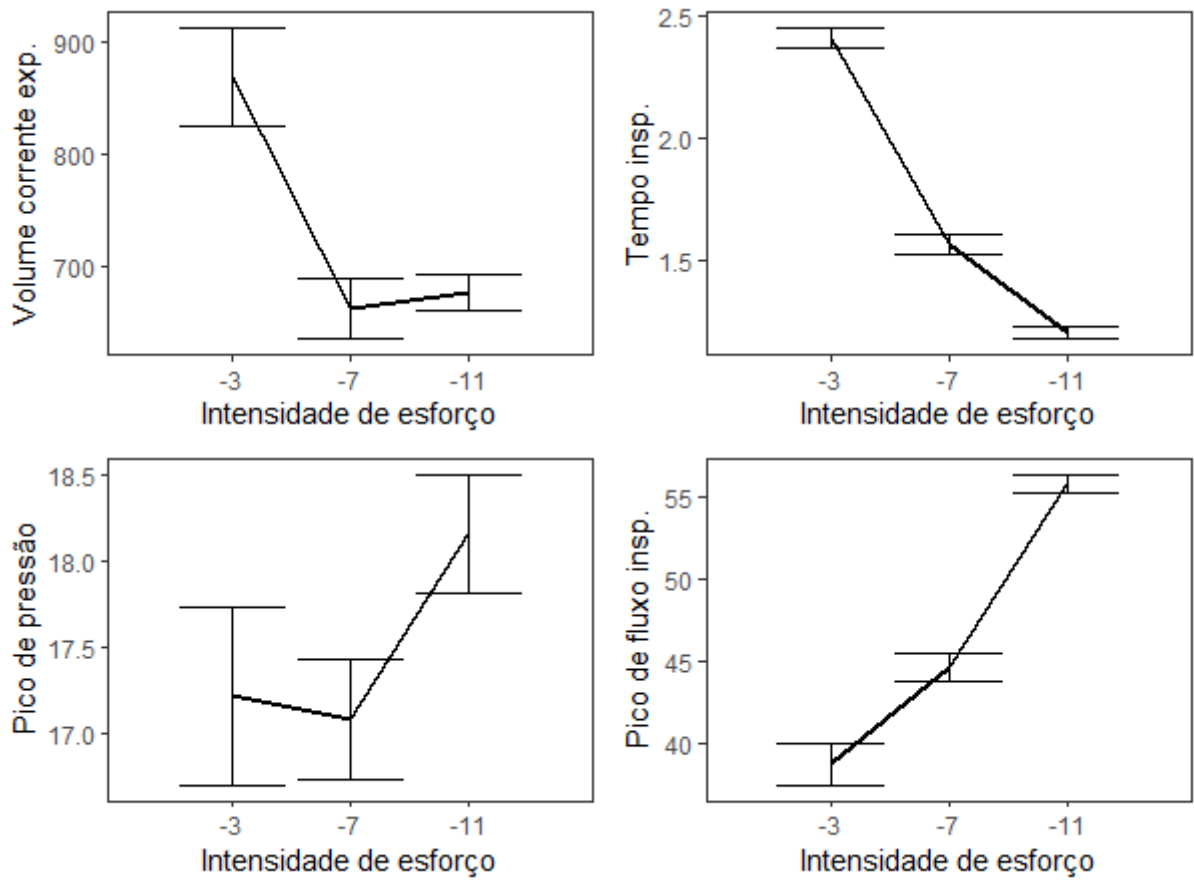 Volume corrente exp.
900
800
700
-3 -7 -11
Intensidade de esforço
Tempo insp.
2.5
2.0
1.5
-3 -7 -11
Intensidade de esforço
Pico de pressão
18.5
18.0
17.5
17.0
-3 -7 -11
Intensidade de esforço
Pico de fluxo insp.
55
50
45
40
-3 -7 -11
Intensidade de esforço